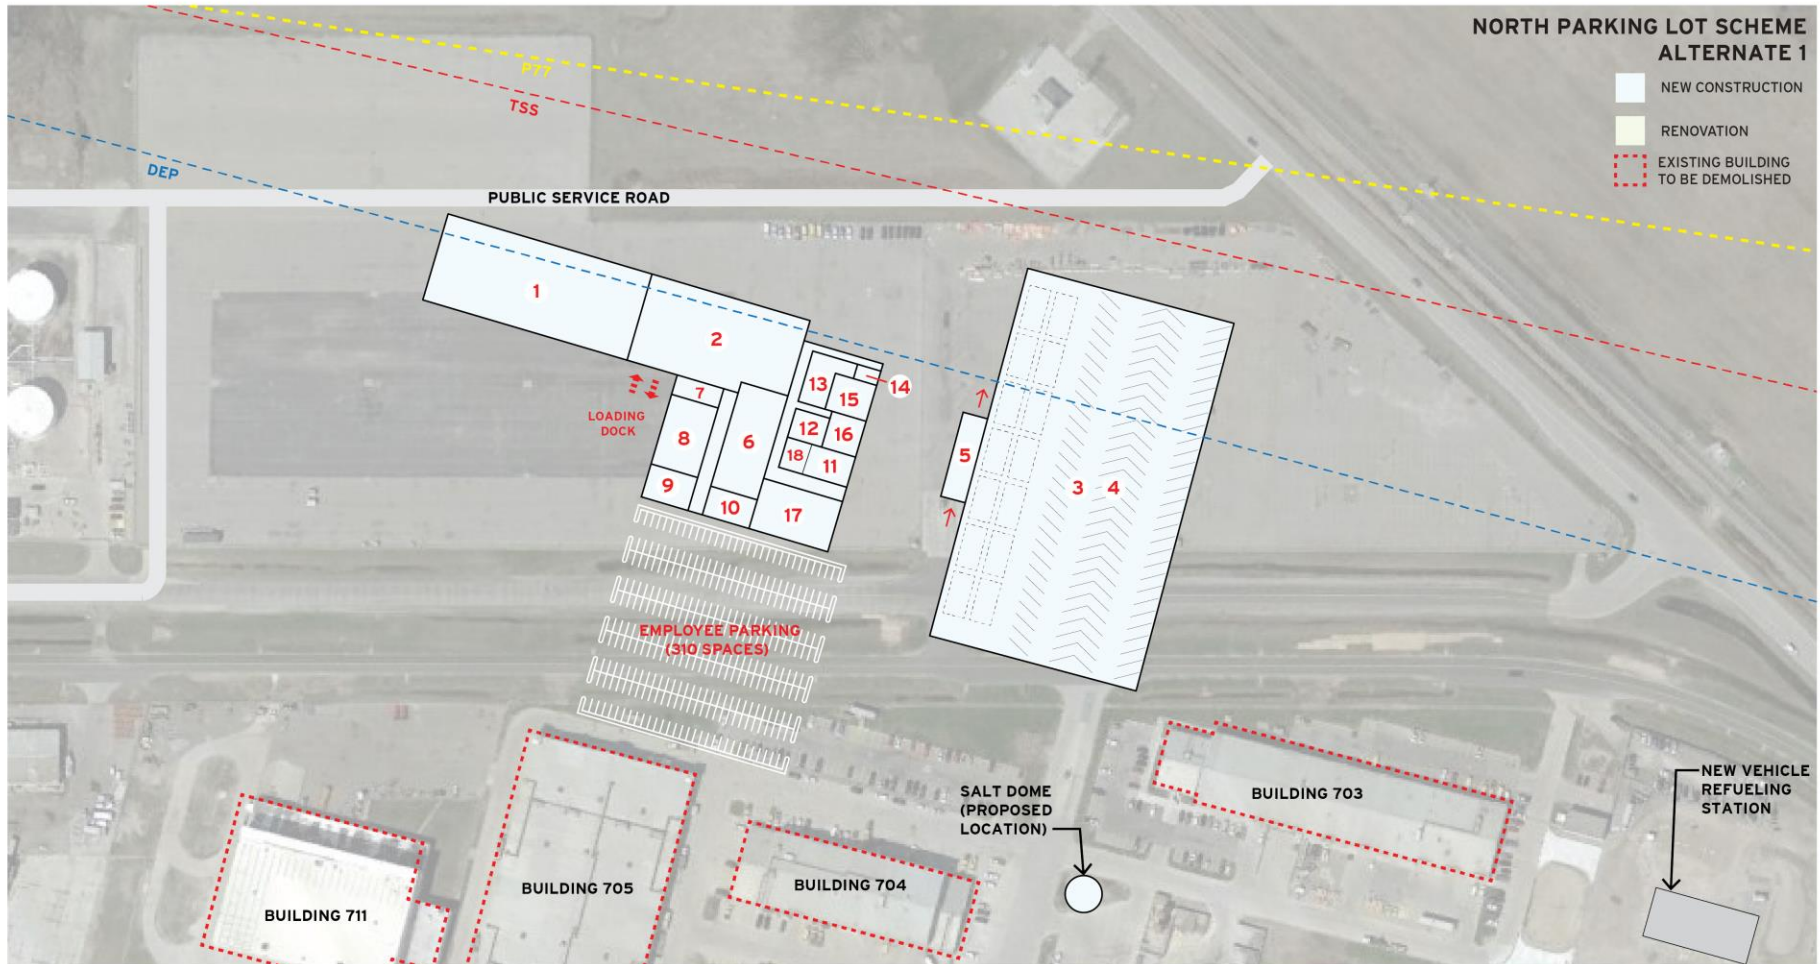 NORTH PARKING LOT SCHEME
ALTERNATE 1
NEW CONSTRUCTION
RENOVATION
EXISTING BUILDING
TO BE DEMOLISHED
P77
TSS
DEP
PUBLIC SERVICE ROAD
1
2
13
14
15
7
LOADING
DOCK
12
16
8
6
18
11
5
9
10
17
3
4
EMPLOYEE PARKING
(310 SPACES)
SALT DOME
(PROPOSED
LOCATION)
BUILDING 703
NEW VEHICLE
REFUELING
STATION
BUILDING 711
BUILDING 705
BUILDING 704